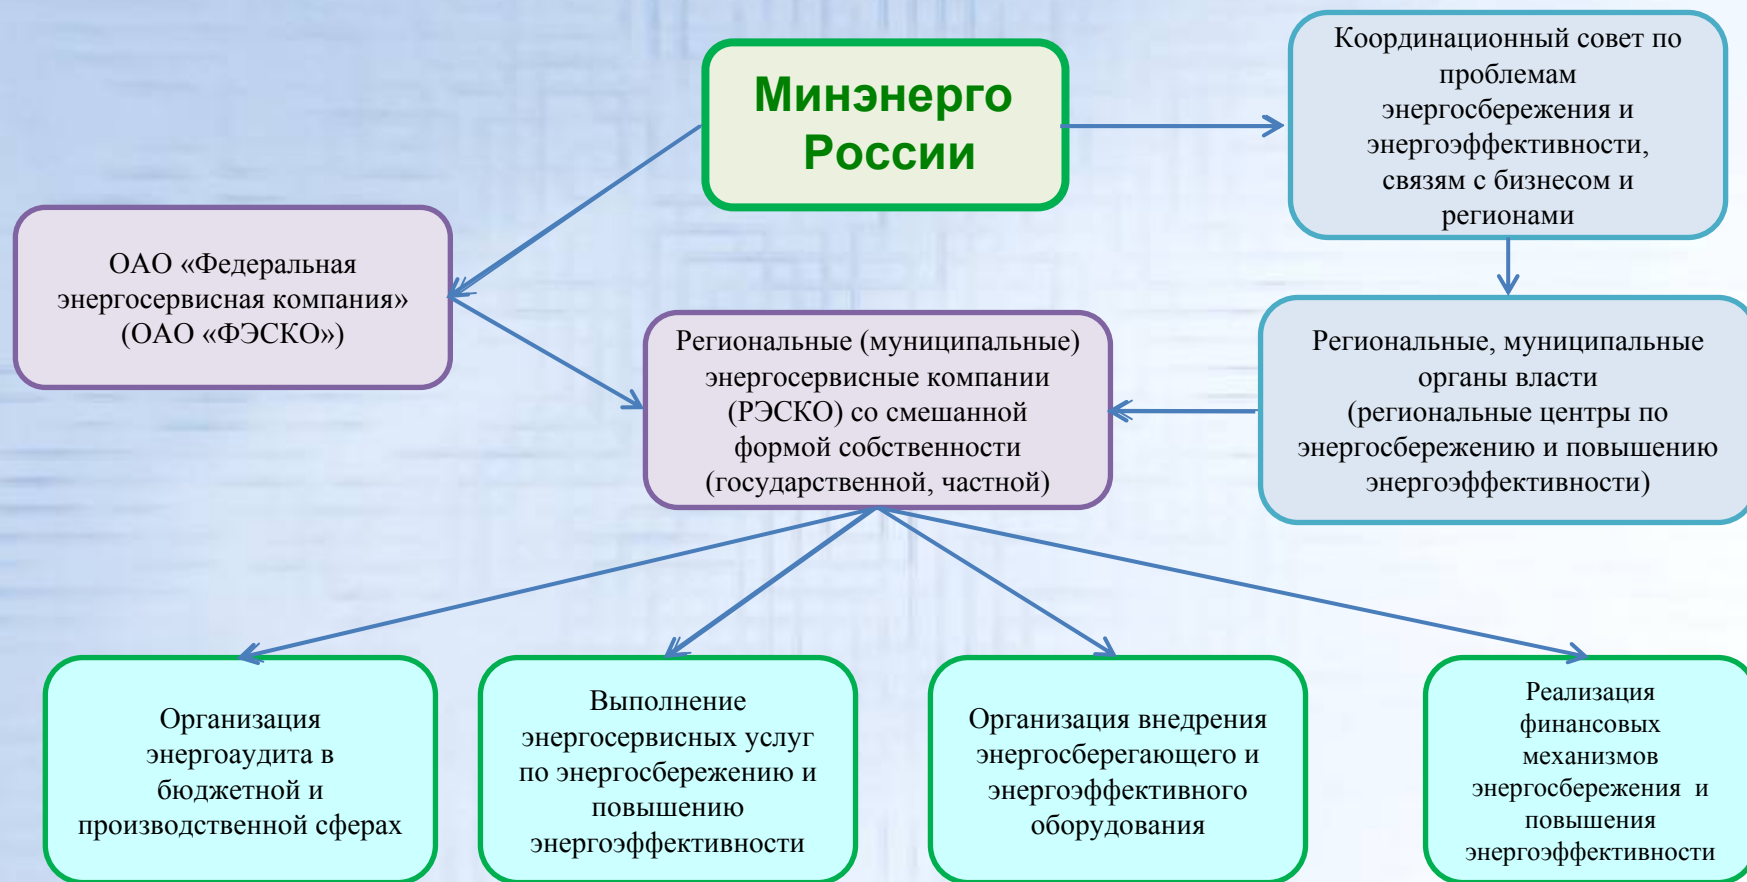 Минэнерго
России
Координационный совет по
проблемам
энергосбережения и
энергоэффективности,
связям с бизнесом и
регионами
ОАО «Федеральная
энергосервисная компания»
(ОАО «ФЭСКО»)
Региональные (муниципальные)
энергосервисные компании
(РЭСКО) со смешанной
формой собственности
(государственной, частной)
Региональные, муниципальные
органы власти
(региональные центры по
энергосбережению и повышению
энергоэффективности)
Организация
энергоаудита в
бюджетной и
производственной сферах
Выполнение
энергосервисных услуг
по энергосбережению и
повышению
энергоэффективности
Организация внедрения
энергосберегающего и
энергоэффективного
оборудования
Реализация
финансовых
механизмов
энергосбережения и
повышения
энергоэффективности